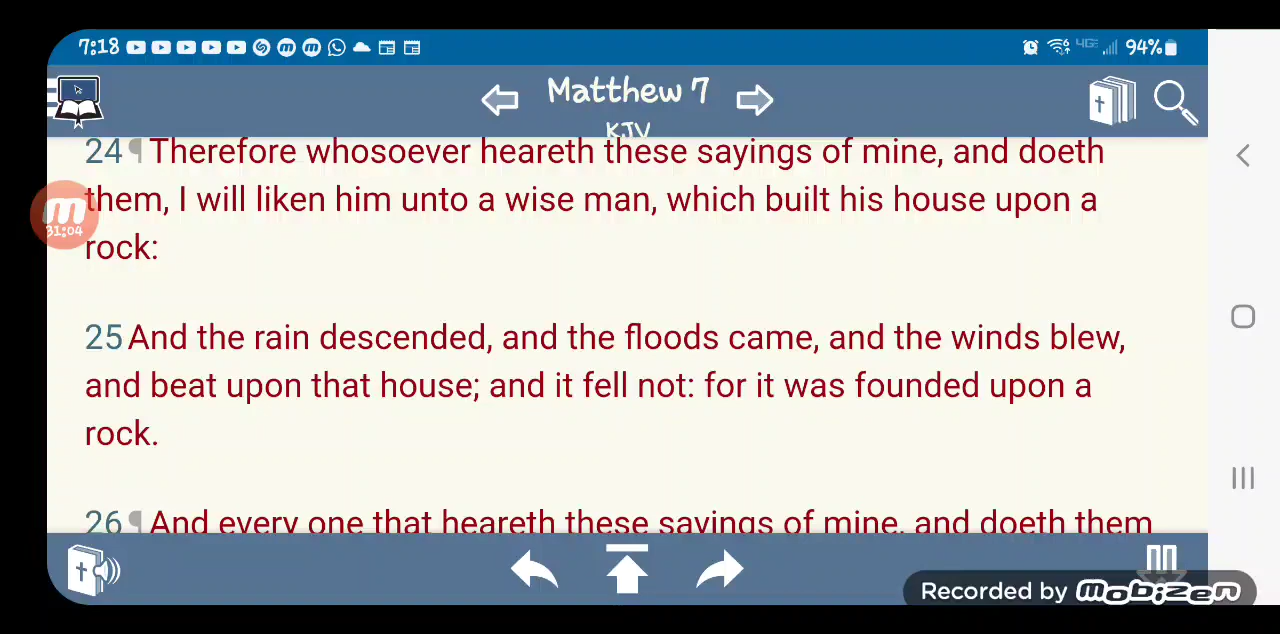 7:18
4GE 94%
Matthew 7
KJV
24 ¶ Therefore whosoever heareth these sayings of mine, and doeth
them, I will liken him unto a wise man, which built his house upon a
rock:
31:04
25 And the rain descended, and the floods came, and the winds blew,
and beat upon that house; and it fell not: for it was founded upon a
rock.
26 ¶ And every one that heareth these sayings of mine, and doeth them
Recorded by mobizen